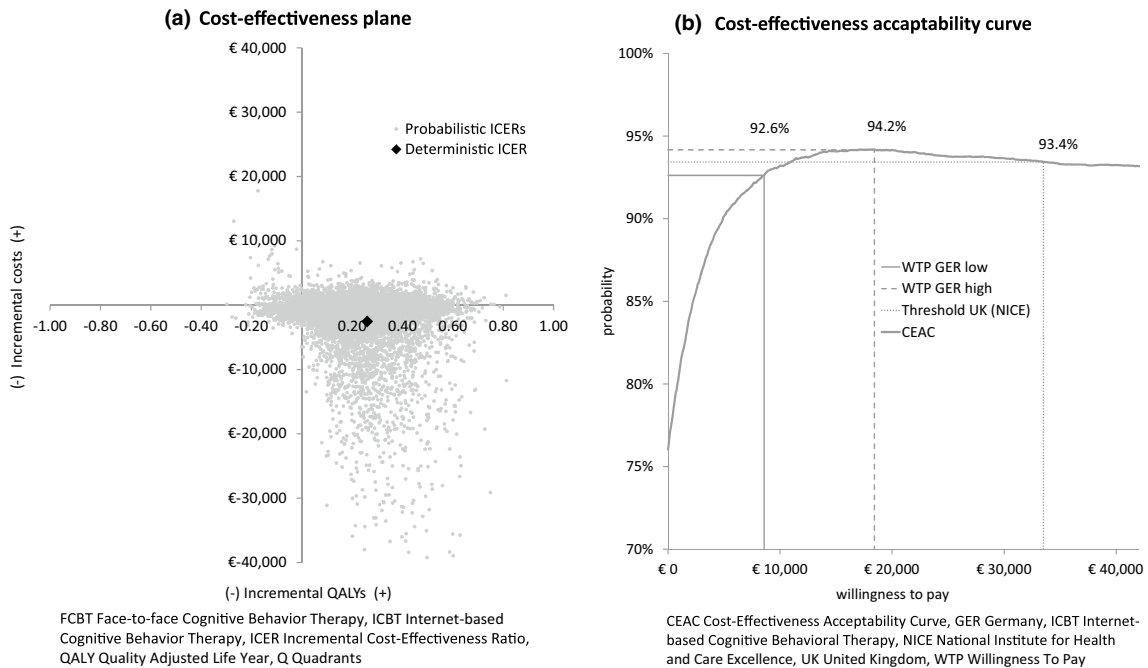 (a) Cost-effectiveness plane
€ 40,000
€ 30,000
€ 20,000
€ 10,000
€-10,000
€-20,000
€-30,000
€-40,000
-1.00 -0.80 -0.60 -0.40 -0.20 0.20 0.40 0.60 0.80 1.00
Probabilistic ICERs
Deterministic ICER
(-) Incremental costs (+)
(-) Incremental QALYs (+)
FCBT Face-to-face Cognitive Behavior Therapy, ICBT Internet-based
Cognitive Behavior Therapy, ICER Incremental Cost-Effectiveness Ratio,
QALY Quality Adjusted Life Year, Q Quadrants
(b) Cost-effectiveness accaptability curve
100%
95%
90%
85%
80%
75%
70%
92.6%
94.2%
93.4%
WTP GER low
WTP GER high
Threshold UK (NICE)
CEAC
probability
€ 0 € 10,000 € 20,000 € 30,000 € 40,000
willingness to pay
CEAC Cost-Effectiveness Acceptability Curve, GER Germany, ICBT Internet-
based Cognitive Behavioral Therapy, NICE National Institute for Health
and Care Excellence, UK United Kingdom, WTP Willingness To Pay